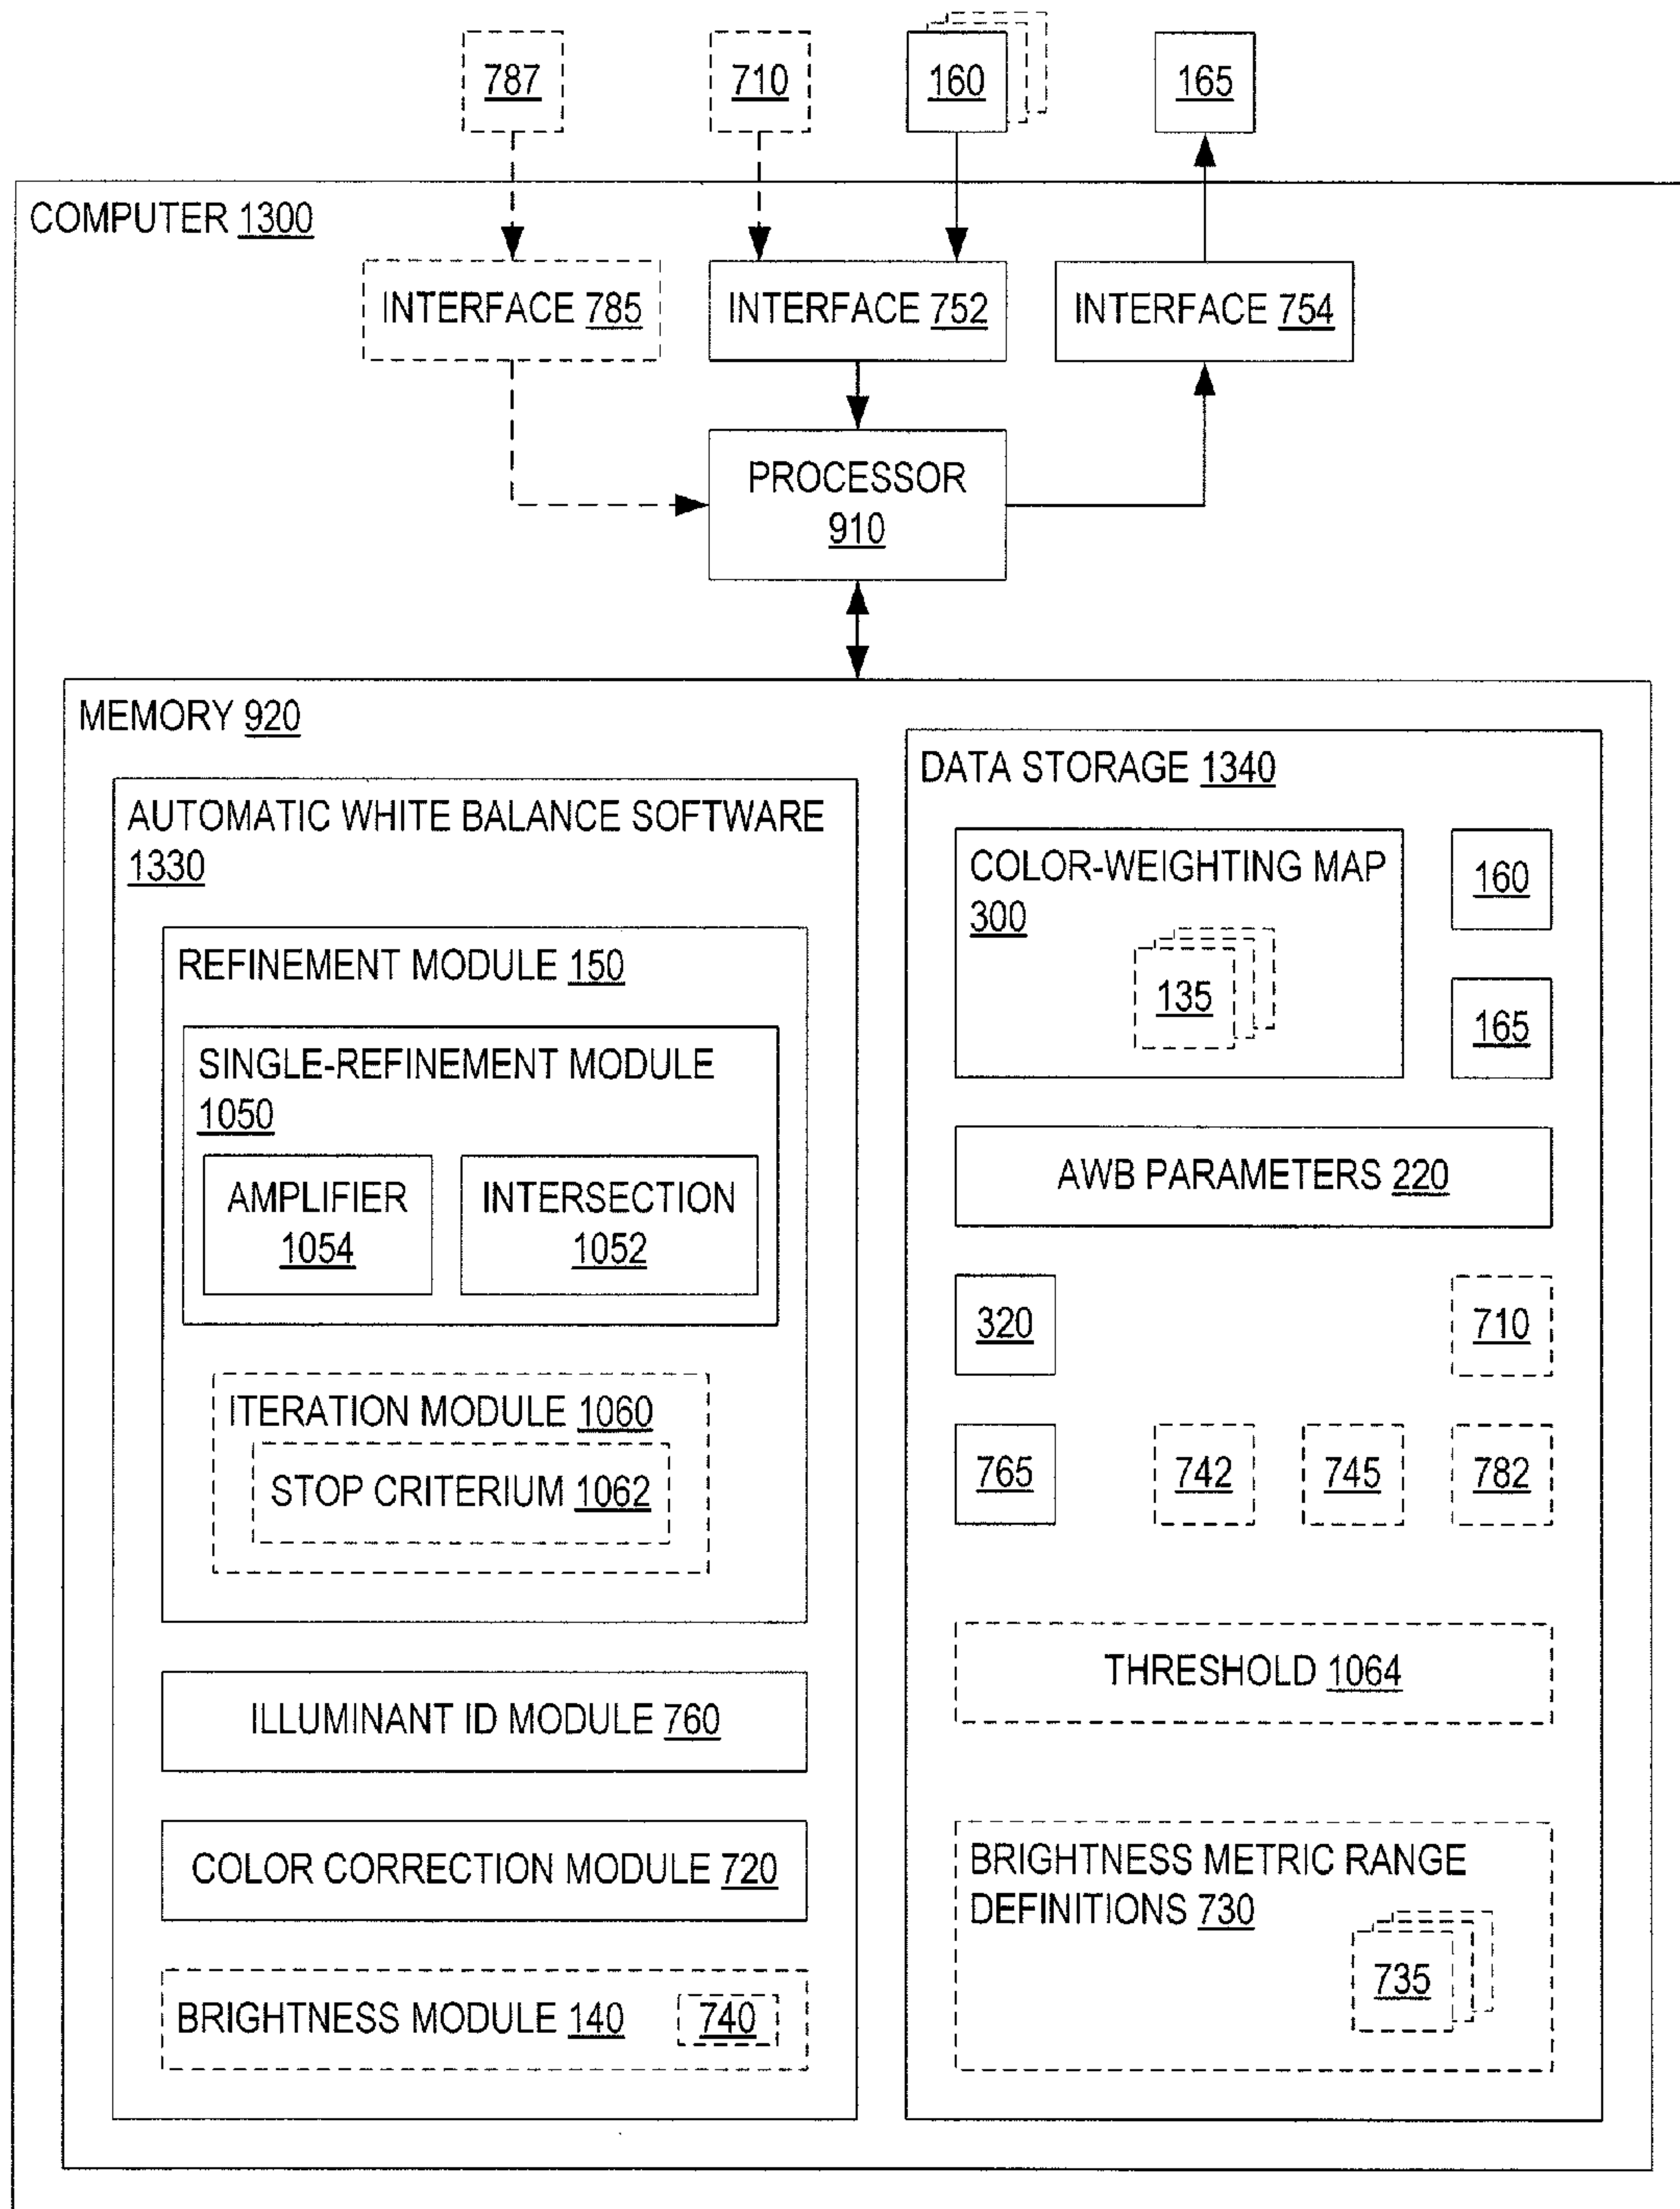 787
710
160
165
COMPUTER 1300
INTERFACE 785
INTERFACE 752
INTERFACE 754
PROCESSOR
910
MEMORY 920
AUTOMATIC WHITE BALANCE SOFTWARE
1330
REFINEMENT MODULE 150
SINGLE-REFINEMENT MODULE
1050
AMPLIFIER
1054
INTERSECTION
1052
ITERATION MODULE 1060
STOP CRITERIUM 1062
ILLUMINANT ID MODULE 760
COLOR CORRECTION MODULE 720
BRIGHTNESS MODULE 140
740
DATA STORAGE 1340
COLOR-WEIGHTING MAP
300
135
160
165
AWB PARAMETERS 220
320
710
765
742
745
782
THRESHOLD 1064
BRIGHTNESS METRIC RANGE
DEFINITIONS 730
735